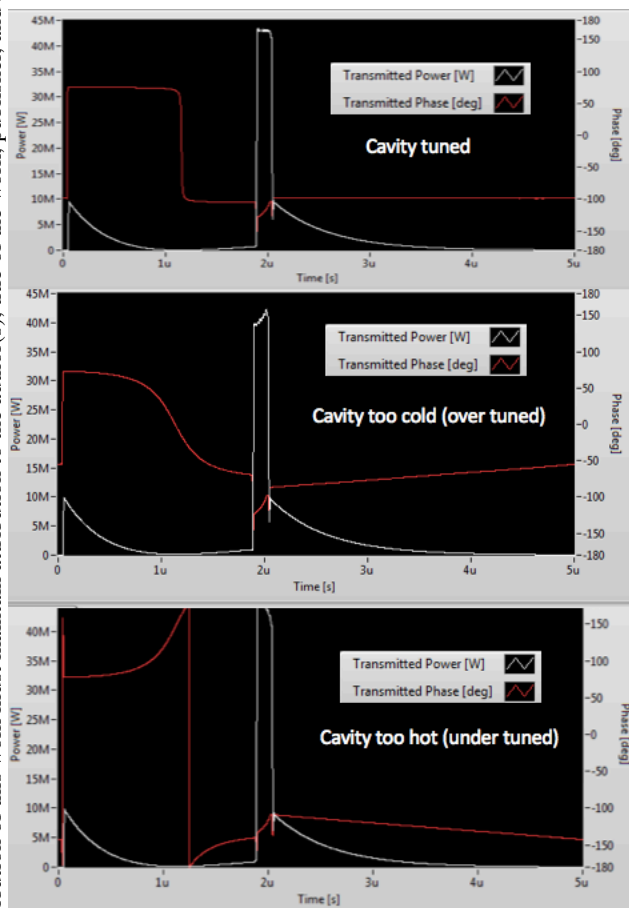 45M
40M
35M
30M
25M
20M
15M
10M
5M
0
Power [W]
180
150
100
50
0
-50
-100
-150
-180
Phase [deg]
Transmitted Power [W]
Transmitted Phase [deg]
Cavity tuned
0
1u
2u
3u
4u
5u
Time [s]
45M
40M
35M
30M
25M
20M
15M
10M
5M
0
Power [W]
180
150
100
50
0
-50
-100
-150
-180
Phase [deg]
Transmitted Power [W]
Transmitted Phase [deg]
Cavity too cold (over tuned)
0
1u
2u
3u
4u
5u
Time [s]
40M
35M
30M
25M
20M
15M
10M
5M
0
Power [W]
150
100
50
0
-50
-100
-150
-180
Phase [deg]
Transmitted Power [W]
Transmitted Phase [deg]
Cavity too hot (under tuned)
0
1u
2u
3u
4u
5u
Time [s]